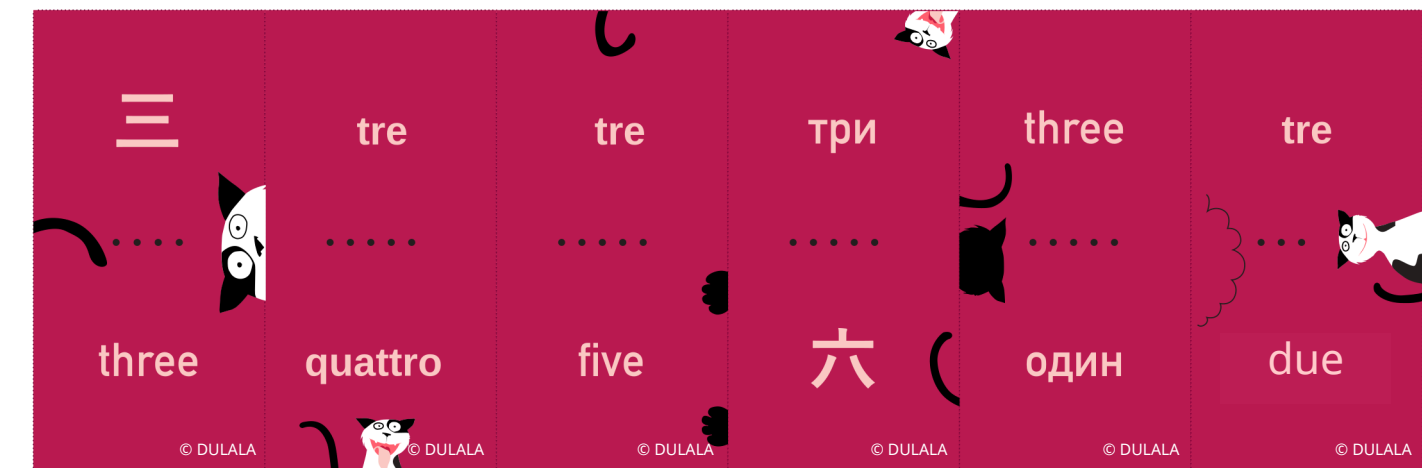 三
three
© DULALA
tre
quattro
© DULALA
tre
five
© DULALA
три
六
© DULALA
three
один
© DULALA
tre
due
© DULALA